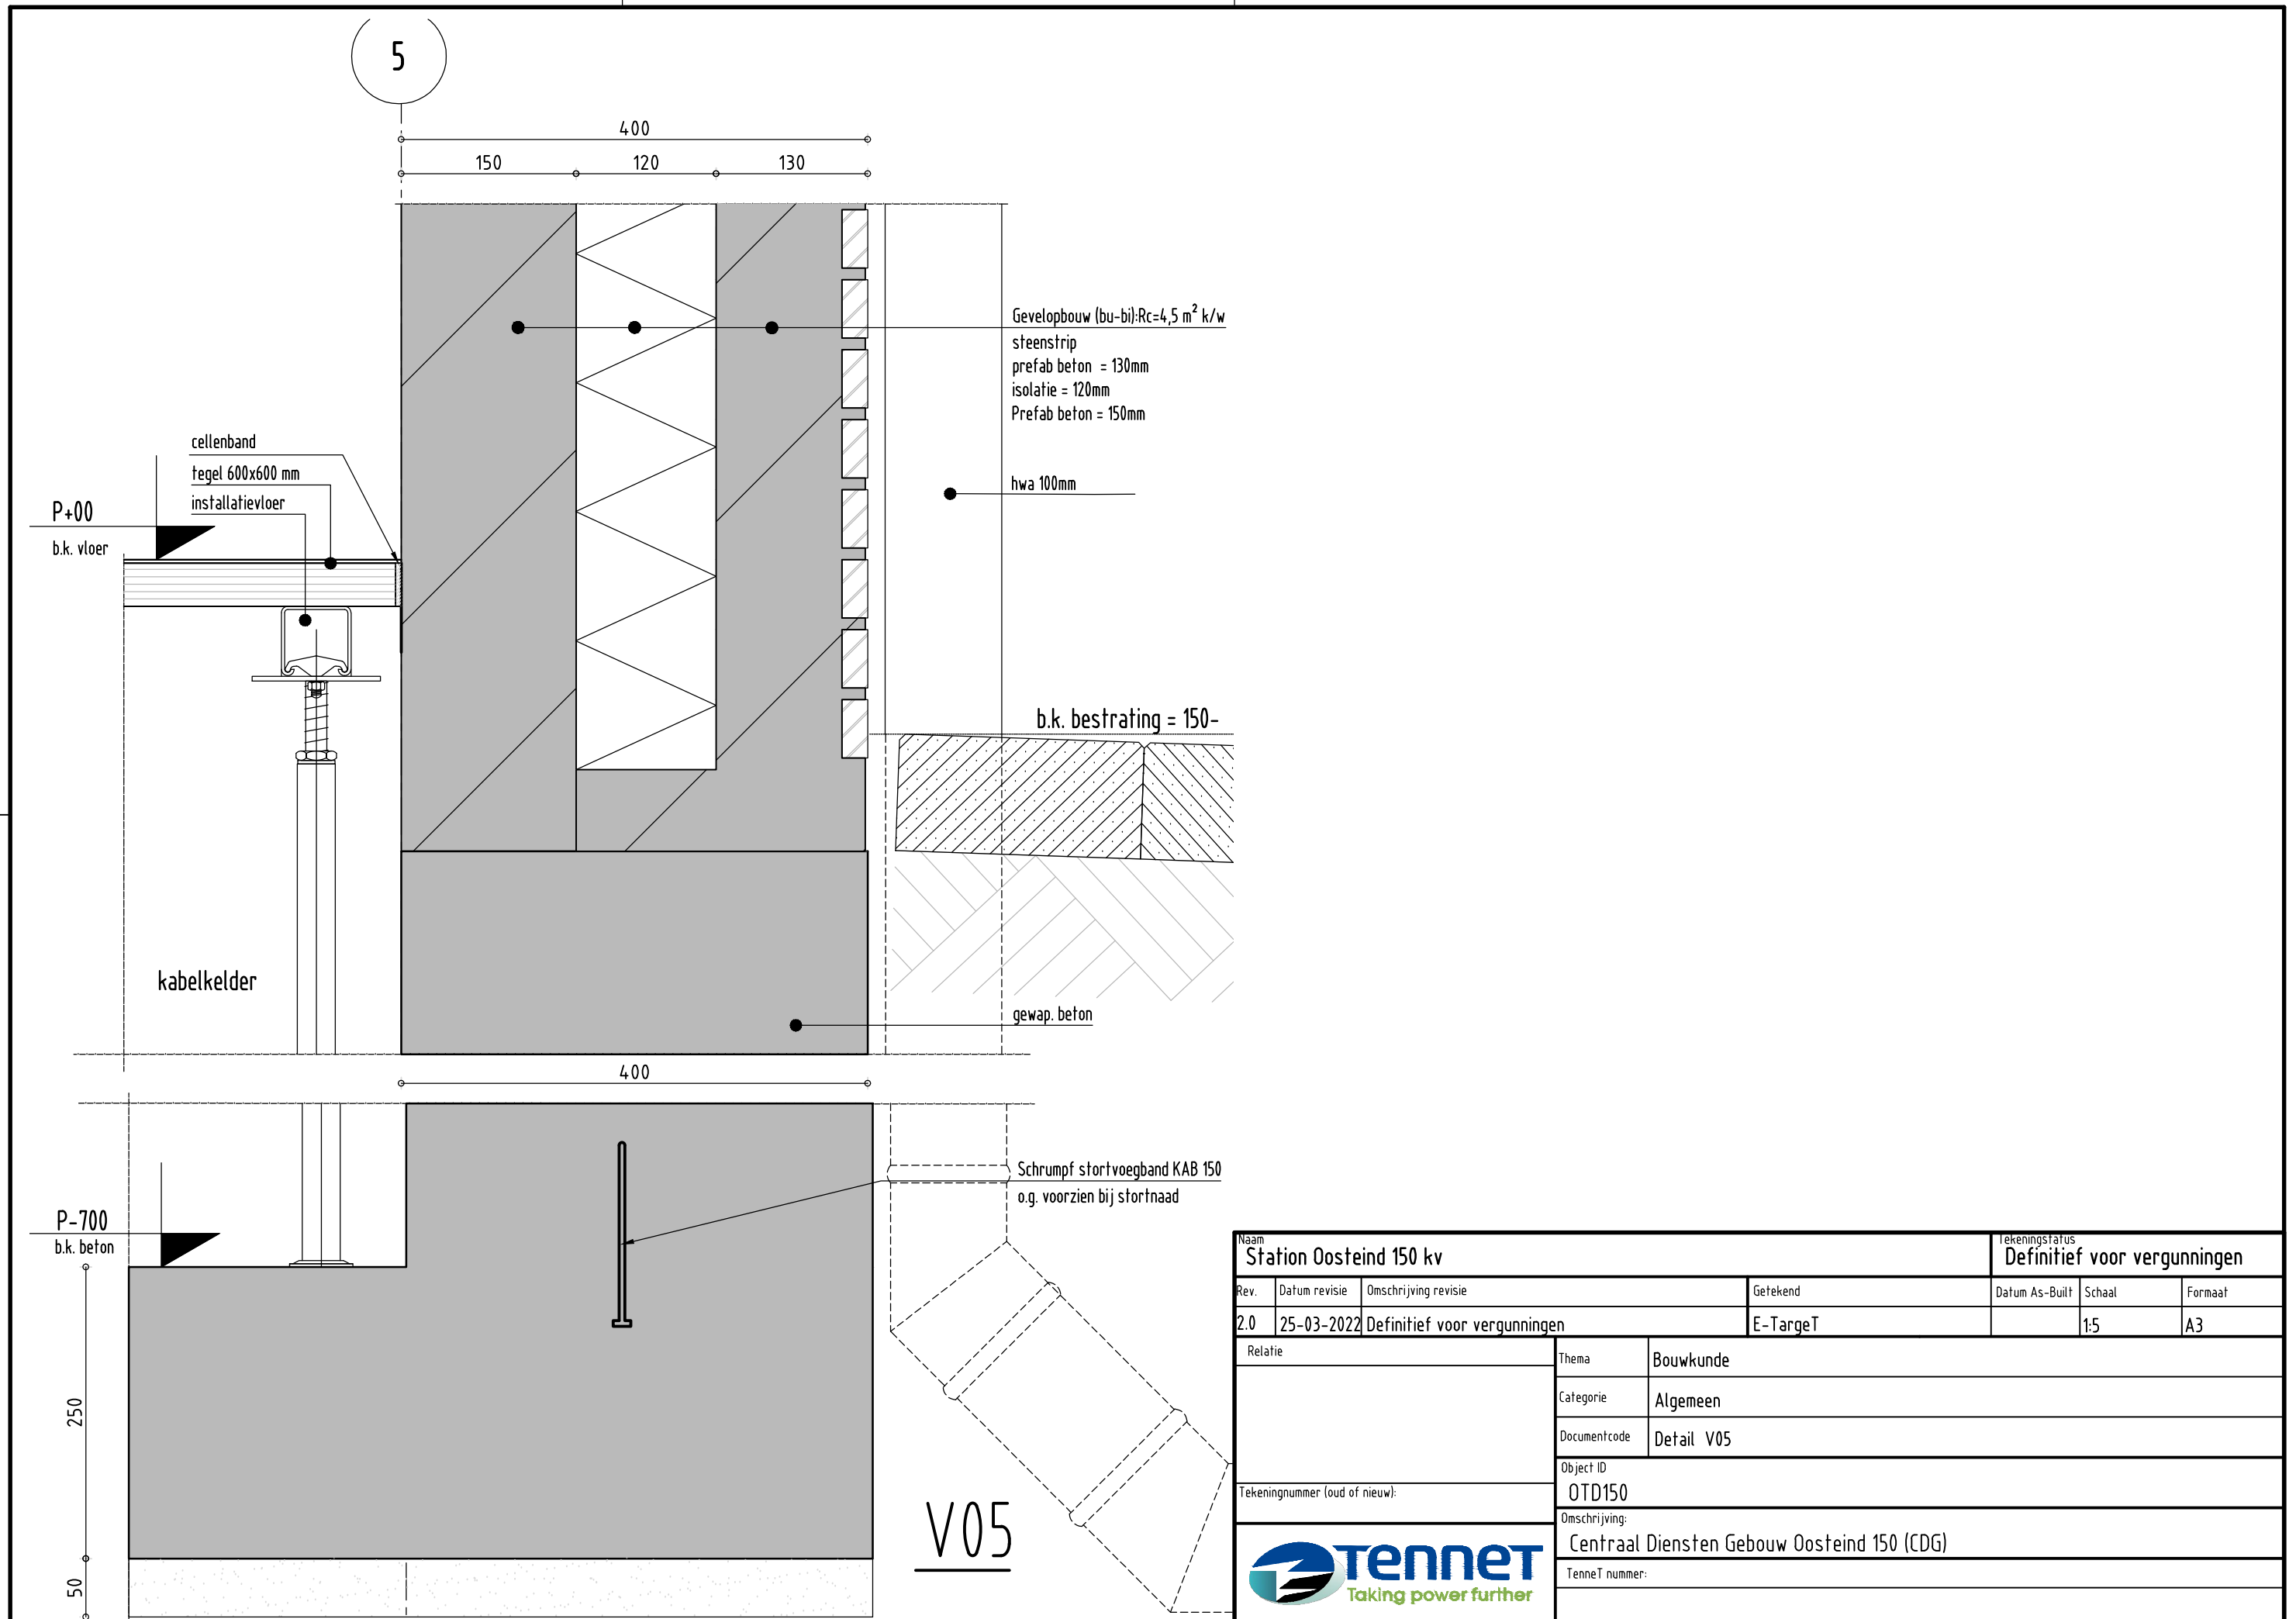 5
400
150
120
130
Gevelopbouw (bu-bi):Rc=4,5 m² k/w
steenstrip
prefab beton = 130mm
isolatie = 120mm
Prefab beton = 150mm
cellenband
tegel 600x600 mm
installatievloer
hwa 100mm
P+00
b.k. vloer
b.k. bestrating = 150-
kabelkelder
gewap. beton
400
Schrumpf stortvoegband KAB 150
o.g. voorzien bij stortnaad
P-700
b.k. beton
250
50
V05
Naam
Station Oosteind 150 kv
Tekeningstatus
Definitief voor vergunningen
Rev. Datum revisie Omschrijving revisie Getekend Datum As-Built Schaal Formaat
2.0 25-03-2022 Definitief voor vergunningen E-TargeT 1:5 A3
Relatie
Thema Bouwkunde
Categorie Algemeen
Documentcode Detail V05
Object ID
OTD150
Tekeningnummer (oud of nieuw):
Omschrijving:
Centraal Diensten Gebouw Oosteind 150 (CDG)
TenneT nummer:
Tennet
Taking power further